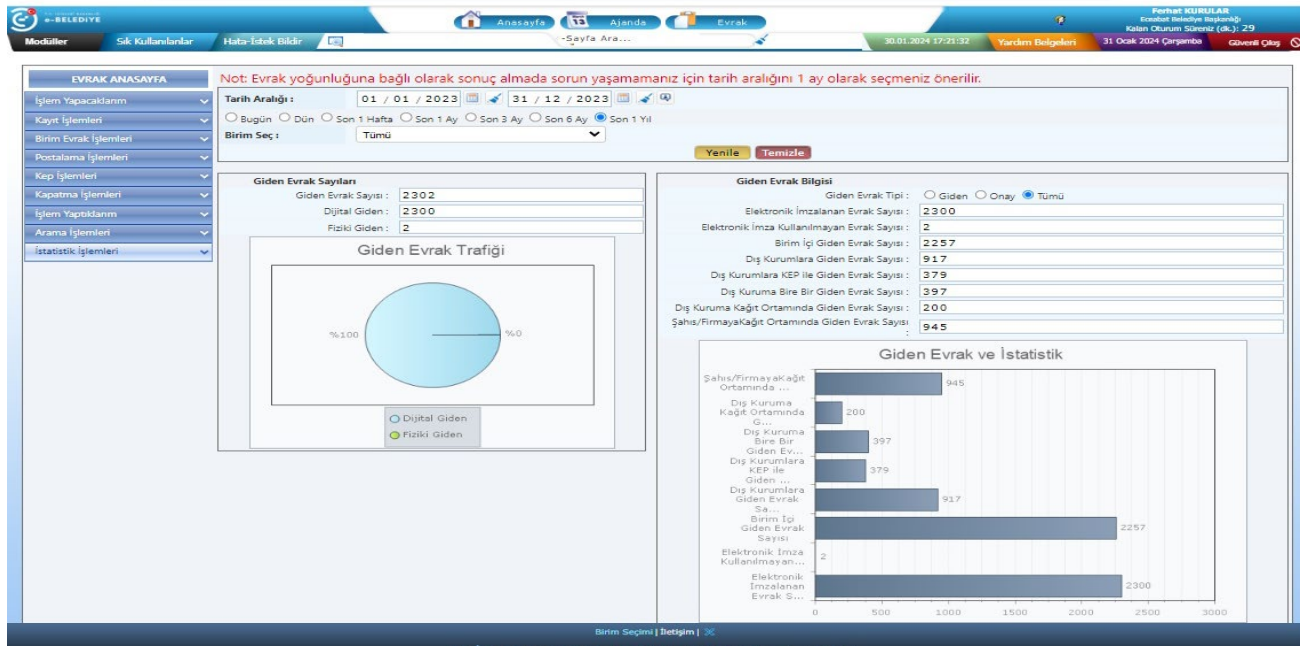 e-BELEDİYE
Anasayfa
Ajanda
Evrak
Ferhat KURULAR
Eceabat Belediye Başkanlığı
Kalan Oturum Süreniz (dk.): 29
Modüller
Sık Kullanılanlar
Hata-İstek Bildir
-Sayfa Ara...
30.01.2024 17:21:32
Yardım Belgeleri
31 Ocak 2024 Çarşamba
Güvenli Çıkış
EVRAK ANASAYFA
İşlem Yapacaklarım
Kayıt İşlemleri
Birim Evrak İşlemleri
Postalama İşlemleri
Kep İşlemleri
Kapatma İşlemleri
İşlem Yaptıklarım
Arama İşlemleri
İstatistik İşlemleri
Not: Evrak yoğunluğuna bağlı olarak sonuç almada sorun yaşamamanız için tarih aralığını 1 ay olarak seçmeniz önerilir.
Tarih Aralığı : 01 / 01 / 2023 31 / 12 / 2023
Bugün Dün Son 1 Hafta Son 1 Ay Son 3 Ay Son 6 Ay Son 1 Yıl
Birim Seç : Tümü
Yenile Temizle
Giden Evrak Sayıları
Giden Evrak Sayısı : 2302
Dijital Giden : 2300
Fiziki Giden : 2
Giden Evrak Trafiği
%100
%0
Dijital Giden
Fiziki Giden
Giden Evrak Bilgisi
Giden Evrak Tipi : Giden Onay Tümü
Elektronik İmzalanan Evrak Sayısı : 2300
Elektronik İmza Kullanılmayan Evrak Sayısı : 2
Birim İçi Giden Evrak Sayısı : 2257
Dış Kurumlara Giden Evrak Sayısı : 917
Dış Kurumlara KEP ile Giden Evrak Sayısı : 379
Dış Kuruma Bire Bir Giden Evrak Sayısı : 397
Dış Kuruma Kağıt Ortamında Giden Evrak Sayısı : 200
Şahıs/FirmayaKağıt Ortamında Giden Evrak Sayısı
: 945
Giden Evrak ve İstatistik
Şahıs/FirmayaKağıt
Ortamında ...
945
Dış Kuruma
Kağıt Ortamında
G...
200
Dış Kuruma
Bire Bir
Giden Ev...
397
Dış Kurumlara
KEP ile
Giden ...
379
Dış Kurumlara
Giden Evrak
Sa...
917
Birim İçi
Giden Evrak
Sayısı
2257
Elektronik İmza
Kullanılmayan...
2
Elektronik
İmzalanan
Evrak S...
2300
0 500 1000 1500 2000 2500 3000
Birim Seçimi | İletişim |